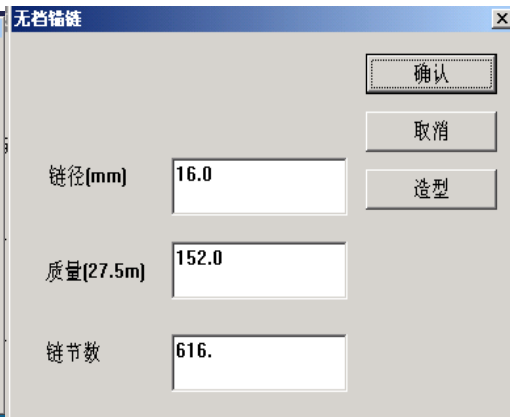 无档锚链
确认
取消
链径(mm)
16.0
造型
质量(27.5m)
152.0
链节数
616.